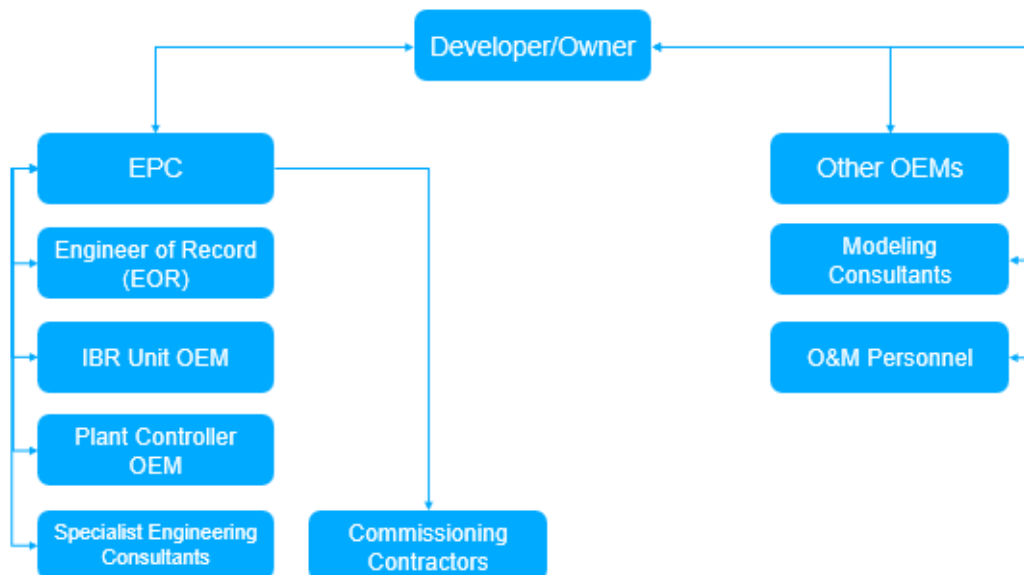 Developer/Owner
EPC
Other OEMs
Engineer of Record
(EOR)
Modeling
Consultants
IBR Unit OEM
O&M Personnel
Plant Controller
OEM
Specialist Engineering
Consultants
Commissioning
Contractors